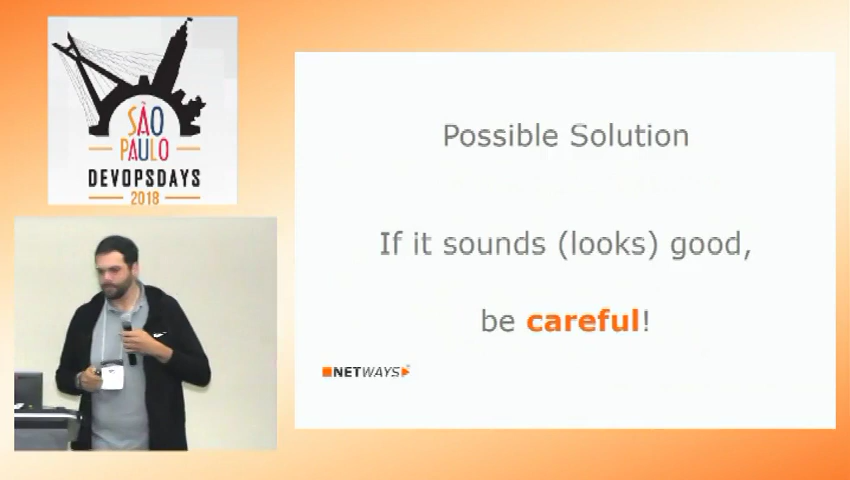 SÃO
PAULO
DEVOPSDAYS
2018
Possible Solution
If it sounds (looks) good,
be careful!
NETWAYS